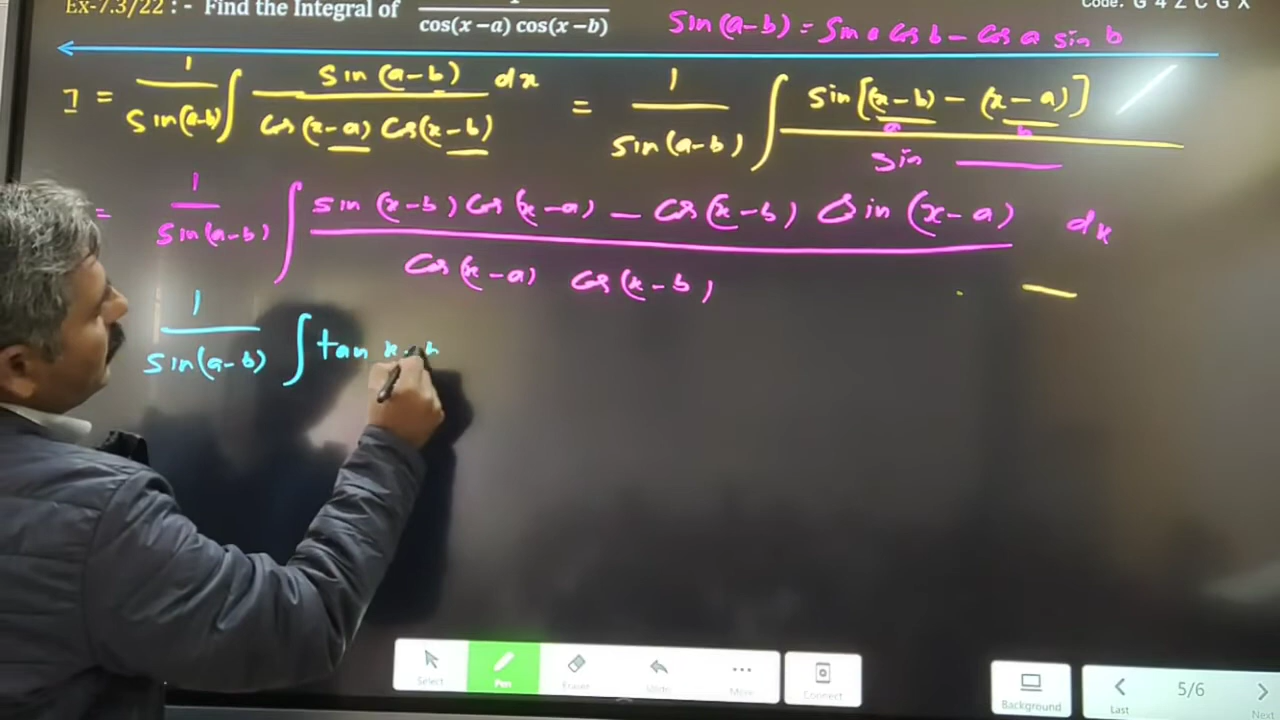 Ex-7.3/22 : - Find the Integral of 1/cos(x−a) cos(x−b)
Code: G 4 Z C G X
Sin (a-b) = Sin a Cos b - Cos a sin b
I = 1/Sin(a-b) ∫ Sin (a-b)/Cos(x-a) Cos(x-b) dx = 1/Sin(a-b) ∫ Sin[(x-b) - (x-a)]/Sin
a b
= 1/Sin(a-b) ∫ Sin (x-b) Cos (x-a) - Cos (x-b) Sin (x-a)/Cos (x-a) Cos (x-b) dx
1/Sin(a-b) ∫ tan x-b
Select Pen Eraser Undo More Connect Background Last 5/6 Next